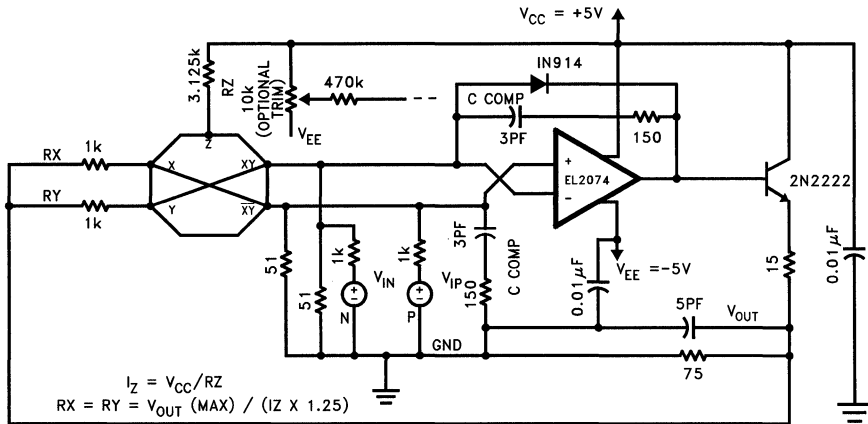 V_CC = +5V
3.125k
RZ
10k
(OPTIONAL
TRIM)
470k
--
V_EE
IN914
C COMP
3PF
150
1k
RX
RY
1k
X
Y
Z
XY
X̅Y̅
+
EL2074
−
2N2222
51
51
1k
V_IN
+
−
N
1k
V_IP
+
−
P
3PF
150
C COMP
0.01µF
V_EE = −5V
15
0.01µF
5PF
V_OUT
GND
75
I_Z = V_CC/RZ
RX = RY = V_OUT (MAX) / (IZ X 1.25)